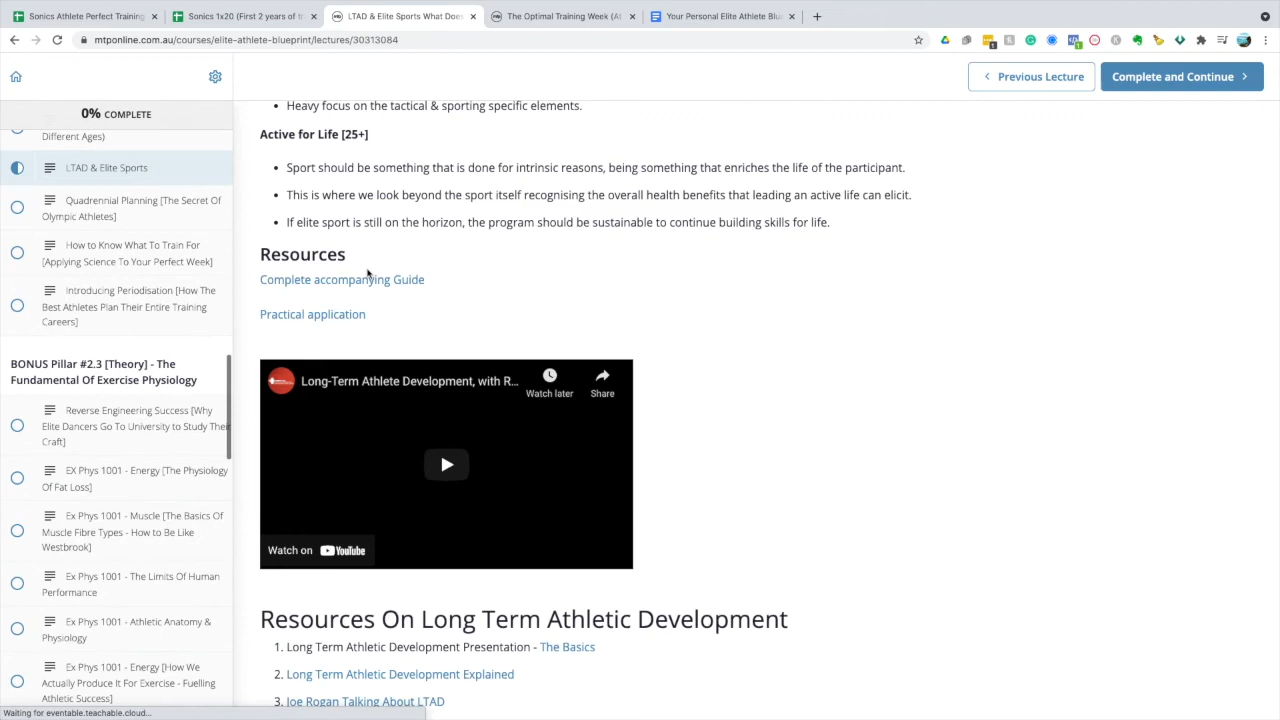 Sonics Athlete Perfect Training
Sonics 1x20 (First 2 years of tr
LTAD & Elite Sports What Does
The Optimal Training Week (At
Your Personal Elite Athlete Blu
mtponline.com.au/courses/elite-athlete-blueprint/lectures/30313084
Previous Lecture
Complete and Continue
0% COMPLETE
Different Ages)
LTAD & Elite Sports
Quadrennial Planning [The Secret Of
Olympic Athletes]
How to Know What To Train For
[Applying Science To Your Perfect Week]
Introducing Periodisation [How The
Best Athletes Plan Their Entire Training
Careers]
BONUS Pillar #2.3 [Theory] - The
Fundamental Of Exercise Physiology
Reverse Engineering Success [Why
Elite Dancers Go To University to Study Their
Craft]
EX Phys 1001 - Energy [The Physiology
Of Fat Loss]
Ex Phys 1001 - Muscle [The Basics Of
Muscle Fibre Types - How to Be Like
Westbrook]
Ex Phys 1001 - The Limits Of Human
Performance
Ex Phys 1001 - Athletic Anatomy &
Physiology
Ex Phys 1001 - Energy [How We
Actually Produce It For Exercise - Fuelling
Athletic Success]
Waiting for eventable.teachable.cloud...
• Heavy focus on the tactical & sporting specific elements.
Active for Life [25+]
• Sport should be something that is done for intrinsic reasons, being something that enriches the life of the participant.
• This is where we look beyond the sport itself recognising the overall health benefits that leading an active life can elicit.
• If elite sport is still on the horizon, the program should be sustainable to continue building skills for life.
Resources
Complete accompanying Guide
Practical application
Long-Term Athlete Development, with R...
Watch later
Share
Watch on YouTube
Resources On Long Term Athletic Development
1. Long Term Athletic Development Presentation - The Basics
2. Long Term Athletic Development Explained
3. Joe Rogan Talking About LTAD